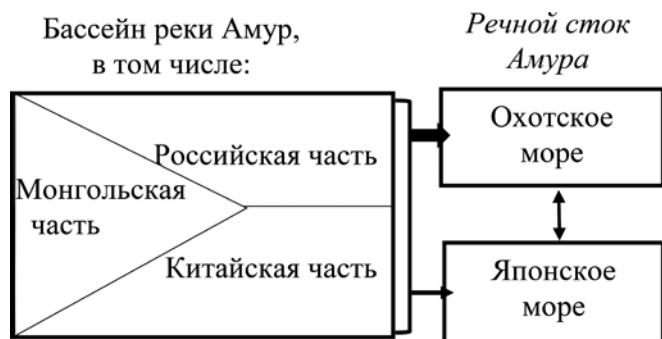 Бассейн реки Амур,
в том числе:
Речной сток
Амура
Российская часть
Монгольская
часть
Китайская часть
Охотское
море
Японское
море